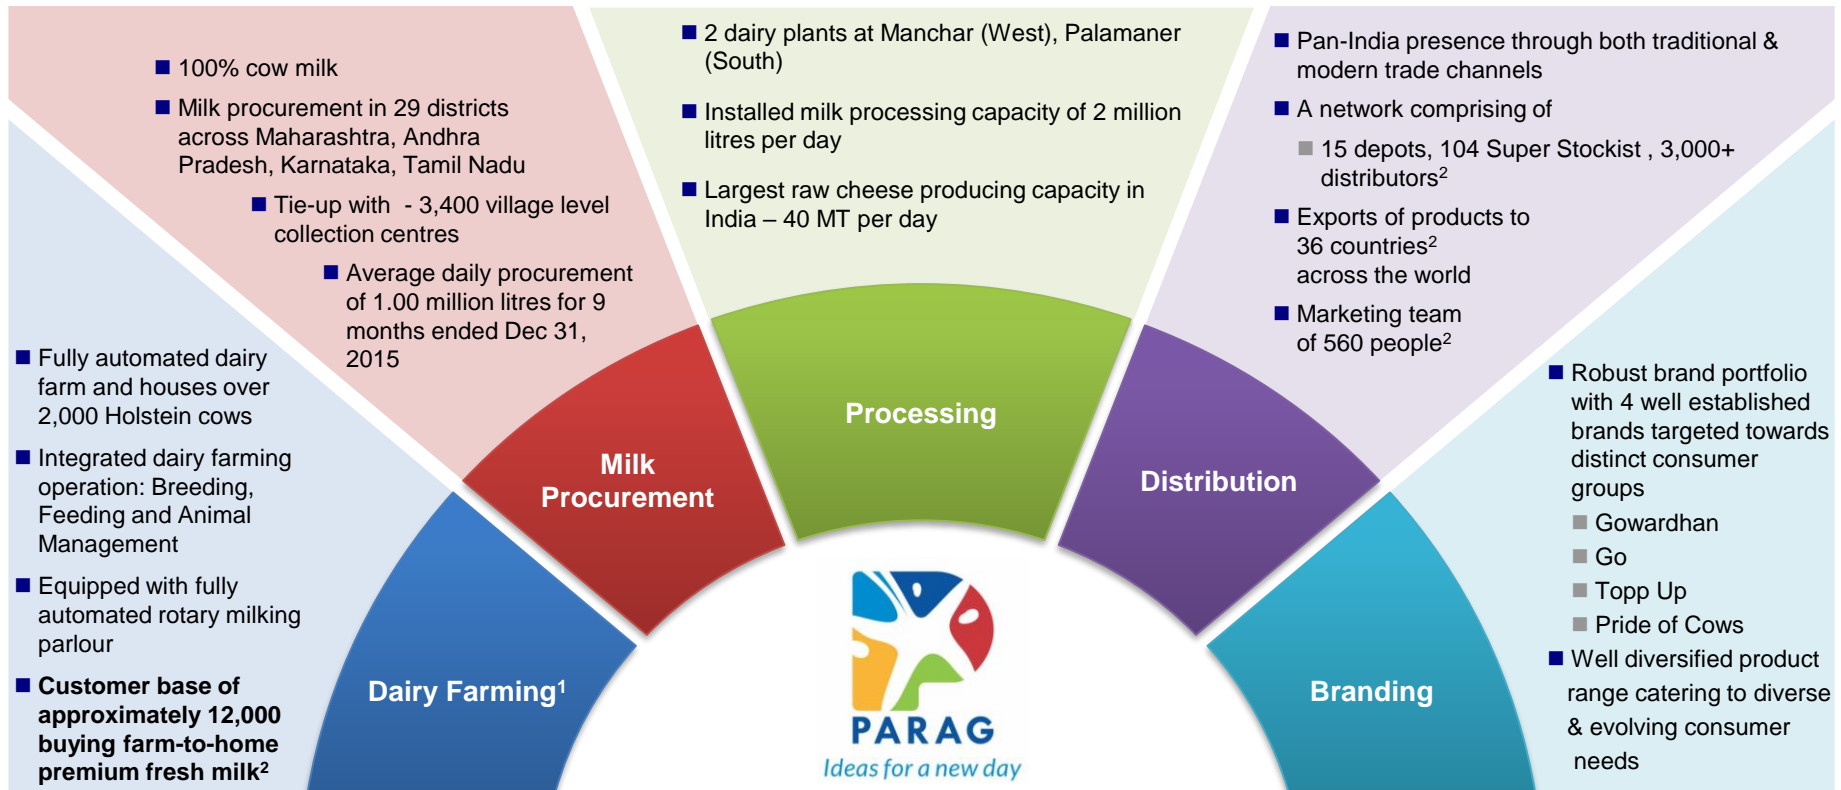 Fully automated dairy
farm and houses over
2,000 Holstein cows
Integrated dairy farming
operation: Breeding,
Feeding and Animal
Management
Equipped with fully
automated rotary milking
parlour
Customer base of
approximately 12,000
buying farm-to-home
premium fresh milk²
Dairy Farming¹
100% cow milk
Milk procurement in 29 districts
across Maharashtra, Andhra
Pradesh, Karnataka, Tamil Nadu
Tie-up with - 3,400 village level
collection centres
Average daily procurement
of 1.00 million litres for 9
months ended Dec 31,
2015
Milk
Procurement
2 dairy plants at Manchar (West), Palamaner
(South)
Installed milk processing capacity of 2 million
litres per day
Largest raw cheese producing capacity in
India – 40 MT per day
Processing
Pan-India presence through both traditional &
modern trade channels
A network comprising of
15 depots, 104 Super Stockist , 3,000+
distributors²
Exports of products to
36 countries²
across the world
Marketing team
of 560 people²
Distribution
Robust brand portfolio
with 4 well established
brands targeted towards
distinct consumer
groups
Gowardhan
Go
Topp Up
Pride of Cows
Well diversified product
range catering to diverse
& evolving consumer
needs
Branding
PARAG
Ideas for a new day